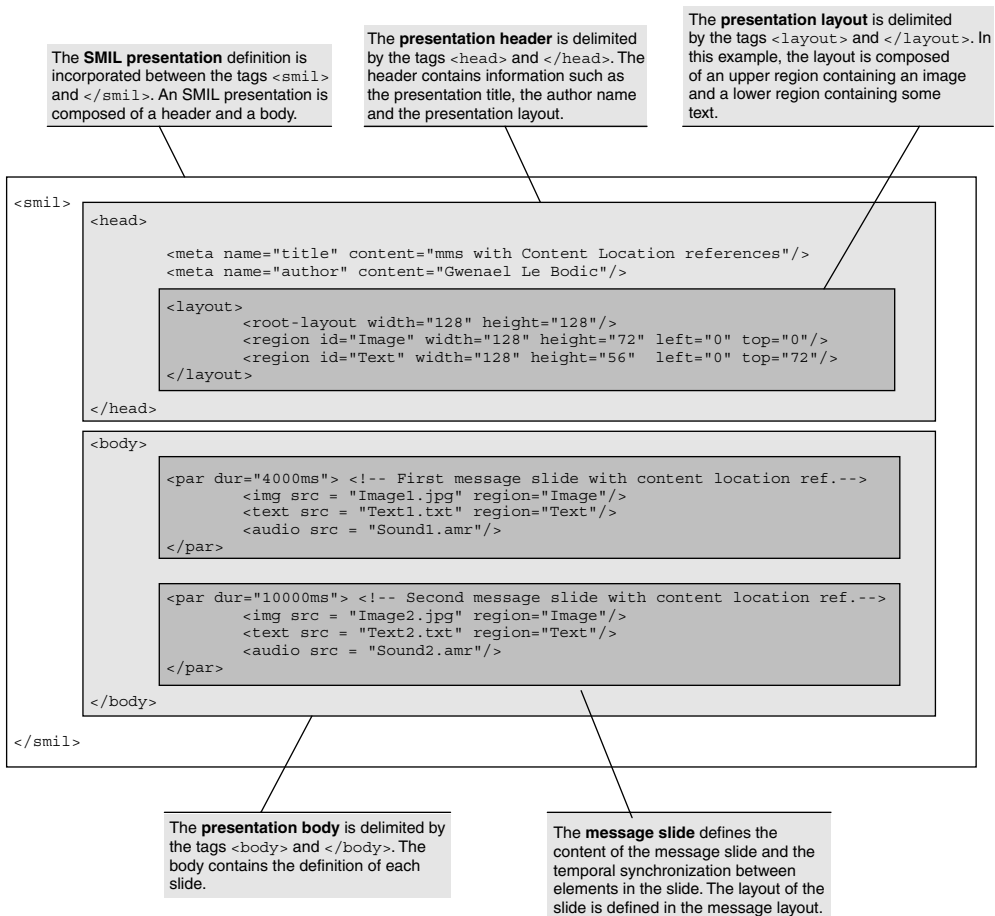 The SMIL presentation definition is
incorporated between the tags <smil>
and </smil>. An SMIL presentation is
composed of a header and a body.
The presentation header is delimited
by the tags <head> and </head>. The
header contains information such as
the presentation title, the author name
and the presentation layout.
The presentation layout is delimited
by the tags <layout> and </layout>. In
this example, the layout is composed
of an upper region containing an image
and a lower region containing some
text.
<smil>
<head>
<meta name="title" content="mms with Content Location references"/>
<meta name="author" content="Gwenael Le Bodic"/>
<layout>
<root-layout width="128" height="128"/>
<region id="Image" width="128" height="72" left="0" top="0"/>
<region id="Text" width="128" height="56"  left="0" top="72"/>
</layout>
</head>
<body>
<par dur="4000ms"> <!-- First message slide with content location ref.-->
<img src = "Image1.jpg" region="Image"/>
<text src = "Text1.txt" region="Text"/>
<audio src = "Sound1.amr"/>
</par>
<par dur="10000ms"> <!-- Second message slide with content location ref.-->
<img src = "Image2.jpg" region="Image"/>
<text src = "Text2.txt" region="Text"/>
<audio src = "Sound2.amr"/>
</par>
</body>
</smil>
The presentation body is delimited by
the tags <body> and </body>. The
body contains the definition of each
slide.
The message slide defines the
content of the message slide and the
temporal synchronization between
elements in the slide. The layout of the
slide is defined in the message layout.